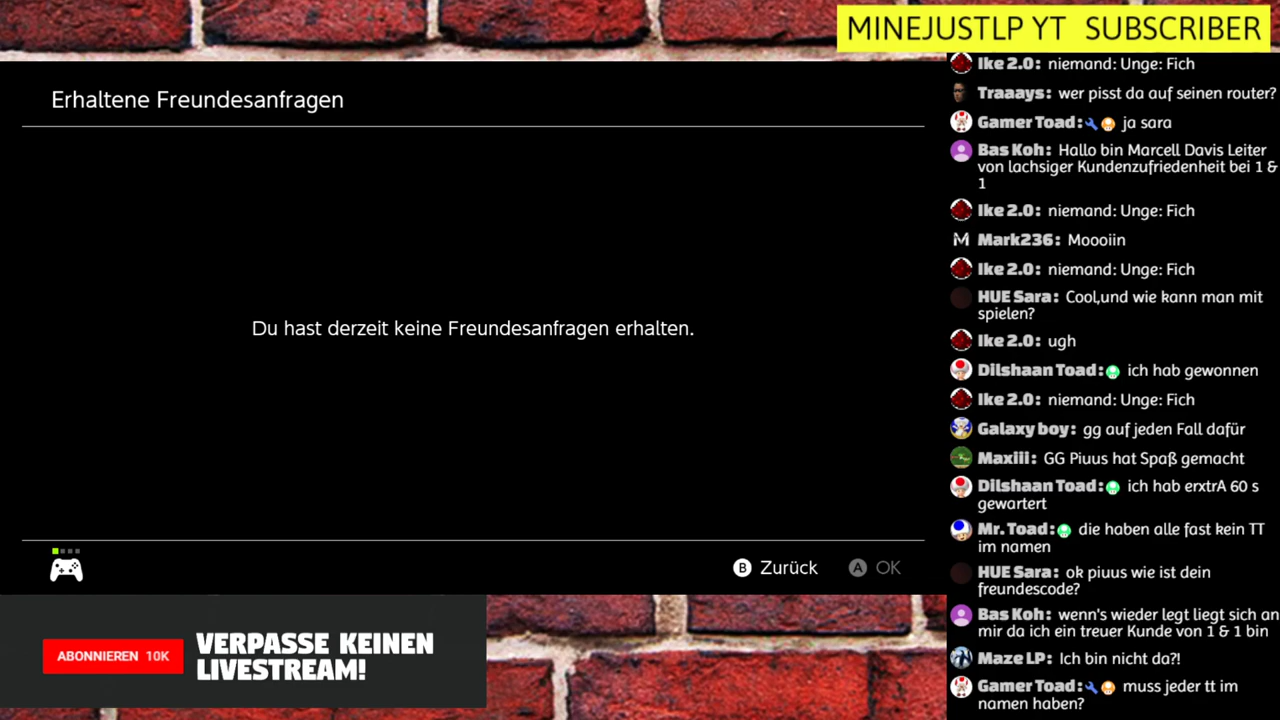 MINEJUSTLP YT SUBSCRIBER
Erhaltene Freundesanfragen
Du hast derzeit keine Freundesanfragen erhalten.
B Zurück A OK
ABONNIEREN 10K
VERPASSE KEINEN
LIVESTREAM!
Ike 2.0: niemand: Unge: Fich
Traaays: wer pisst da auf seinen router?
Gamer Toad: ja sara
Bas Koh: Hallo bin Marcell Davis Leiter
von lachsiger Kundenzufriedenheit bei 1 &
1
Ike 2.0: niemand: Unge: Fich
M Mark236: Moooiin
Ike 2.0: niemand: Unge: Fich
HUE Sara: Cool,und wie kann man mit
spielen?
Ike 2.0: ugh
Dilshaan Toad: ich hab gewonnen
Ike 2.0: niemand: Unge: Fich
Galaxy boy: gg auf jeden Fall dafür
Maxiii: GG Piuus hat Spaß gemacht
Dilshaan Toad: ich hab erxtrA 60 s
gewartert
Mr. Toad: die haben alle fast kein TT
im namen
HUE Sara: ok piuus wie ist dein
freundescode?
Bas Koh: wenn's wieder legt liegt sich an
mir da ich ein treuer Kunde von 1 & 1 bin
Maze LP: Ich bin nicht da?!
Gamer Toad: muss jeder tt im
namen haben?